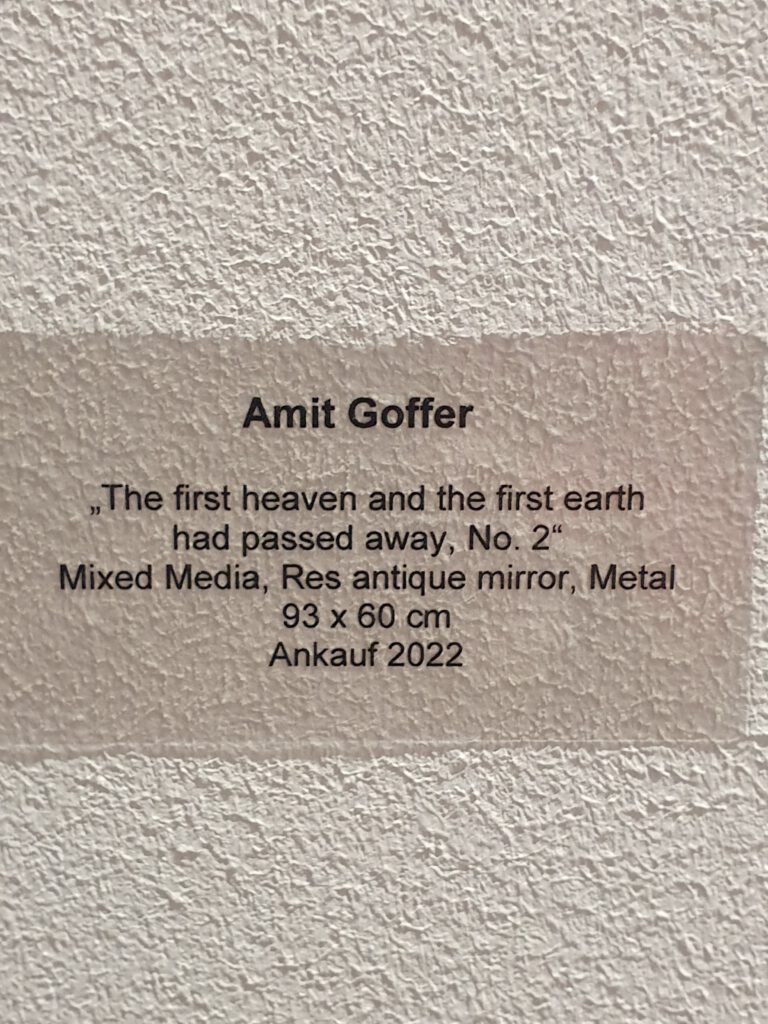 Amit Goffer
„The first heaven and the first earth
had passed away, No. 2“
Mixed Media, Res antique mirror, Metal
93 x 60 cm
Ankauf 2022